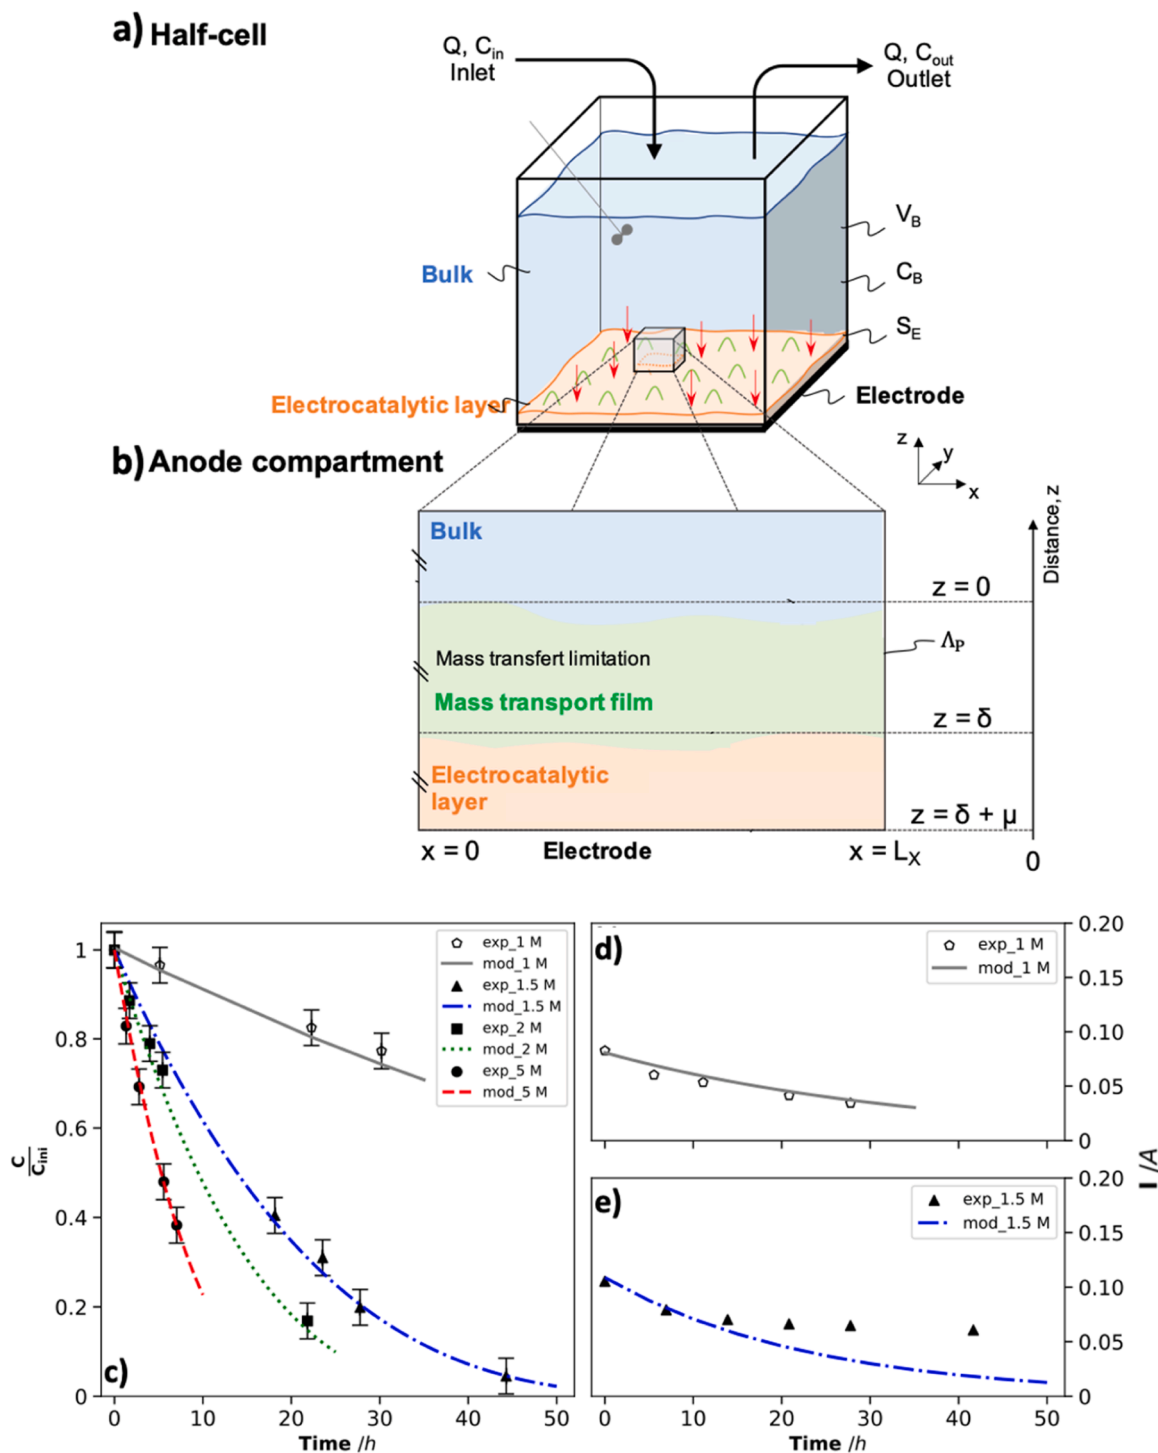 a) Half-cell
Q, Cin
Inlet
Q, Cout
Outlet
VB
Bulk
CB
SE
Electrocatalytic layer
Electrode
b) Anode compartment
z
y
x
Distance, z
Bulk
z = 0
Mass transfert limitation
ΛP
Mass transport film
z = δ
Electrocatalytic
layer
z = δ + μ
x = 0
Electrode
x = LX
0
exp_1 M
mod_1 M
exp_1.5 M
mod_1.5 M
exp_2 M
mod_2 M
exp_5 M
mod_5 M
1
0.8
0.6
0.4
0.2
0
C
Cini
c)
0 10 20 30 40 50
Time /h
d)
exp_1 M
mod_1 M
0.20
0.15
0.10
0.05
0
I /A
e)
exp_1.5 M
mod_1.5 M
0.20
0.15
0.10
0.05
0
0 10 20 30 40 50
Time /h